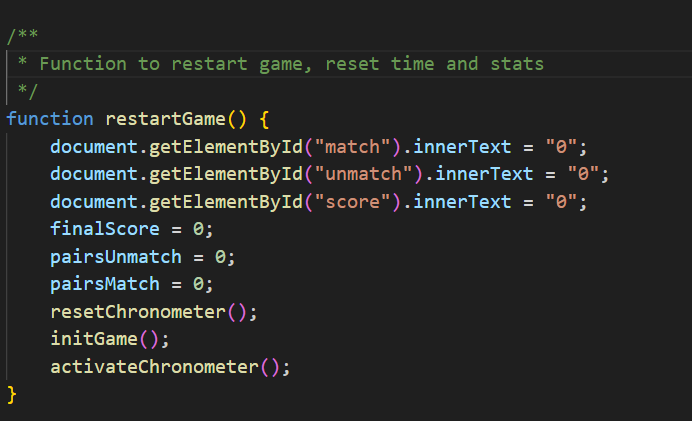 /**
 * Function to restart game, reset time and stats
 */
function restartGame() {
    document.getElementById("match").innerText = "0";
    document.getElementById("unmatch").innerText = "0";
    document.getElementById("score").innerText = "0";
    finalScore = 0;
    pairsUnmatch = 0;
    pairsMatch = 0;
    resetChronometer();
    initGame();
    activateChronometer();
}